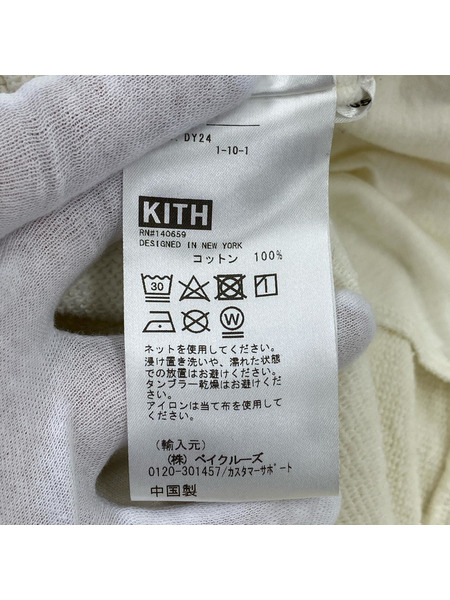 DY24
1-10-1
KITH
RN#140659
DESIGNED IN NEW YORK
コットン 100%
30
W
ネットを使用してください。
浸け置き洗いや、濡れた状態
での放置はお避けください。
タンブラー乾燥はお避けください。
アイロンは当て布を使用して
ください。
(輸入元)
(株) ベイクルーズ
0120-301457/カスタマーサポート
中国製